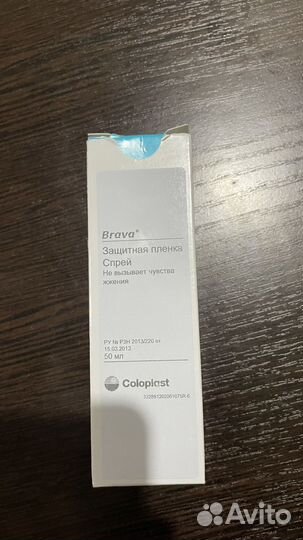 Brava®
Защитная пленка
Спрей
Не вызывает чувства
жжения
РУ № РЗН 2013/220 от
15.03.2013
50 мл
Coloplast
Avito